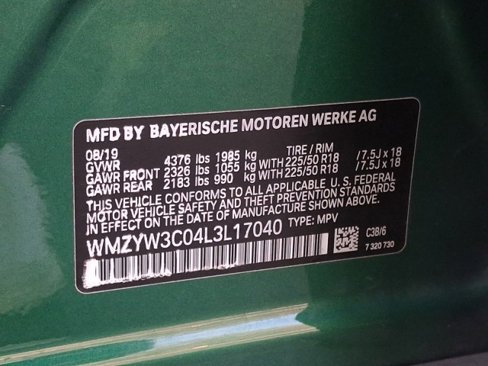 MFD BY BAYERISCHE MOTOREN WERKE AG
08/19
GVWR 4376 lbs 1985 kg TIRE / RIM
GAWR FRONT 2326 lbs 1055 kg WITH 225/50 R18 /7.5J x 18
GAWR REAR 2183 lbs 990 kg WITH 225/50 R18 /7.5J x 18
THIS VEHICLE CONFORMS TO ALL APPLICABLE U. S. FEDERAL
MOTOR VEHICLE SAFETY AND THEFT PREVENTION STANDARDS
IN EFFECT ON THE DATE OF MANUFACTURE SHOWN ABOVE.
WMZYW3C04L3L17040 TYPE: MPV
C3B/6
7 320 730